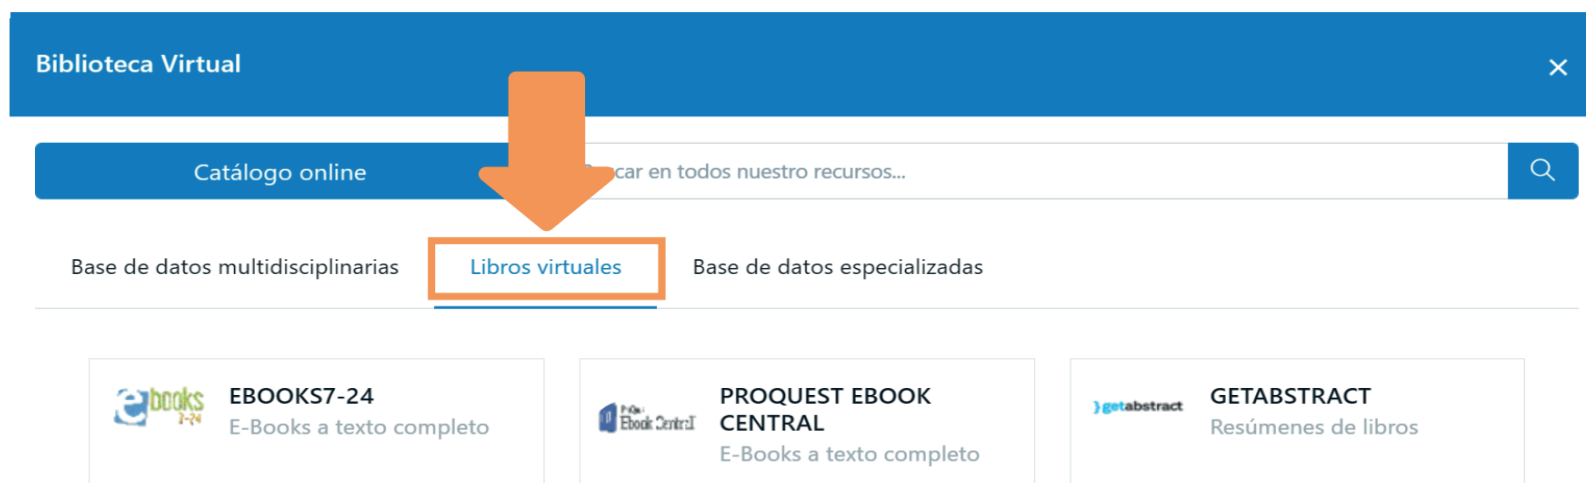 Biblioteca Virtual
Catálogo online
car en todos nuestro recursos...
Base de datos multidisciplinarias
Libros virtuales
Base de datos especializadas
ebooks
7-24
EBOOKS7-24
E-Books a texto completo
Ebook Central
PROQUEST EBOOK
CENTRAL
E-Books a texto completo
getabstract
GETABSTRACT
Resúmenes de libros